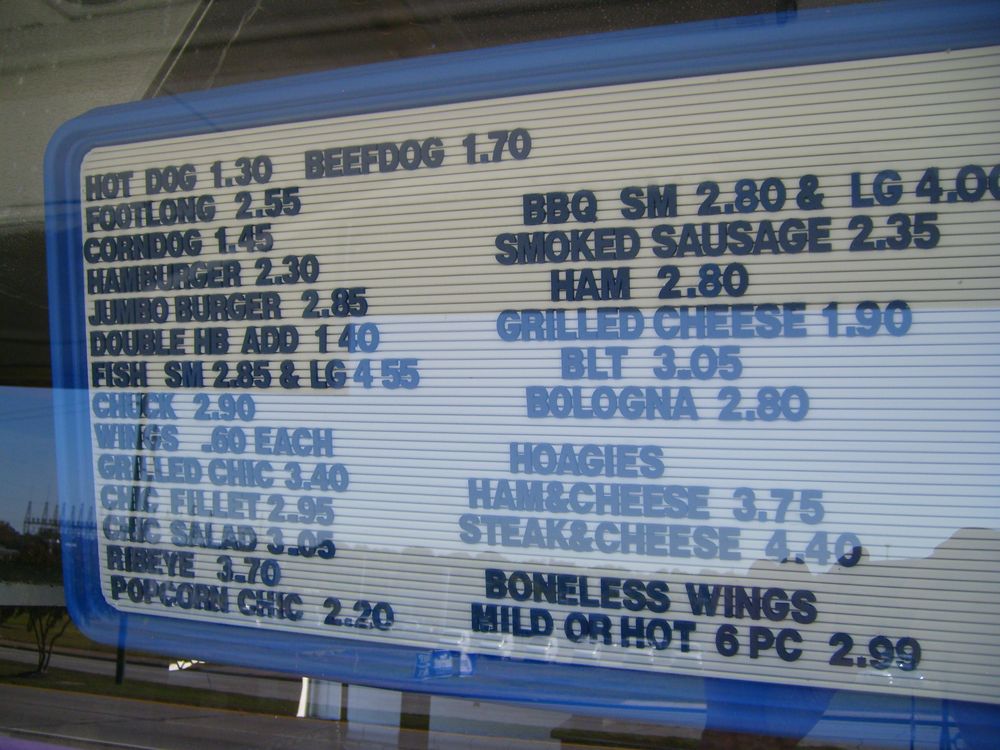 HOT DOG 1.30 BEEFDOG 1.70
FOOTLONG 2.55
CORNDOG 1.45
HAMBURGER 2.30
JUMBO BURGER 2.85
DOUBLE HB ADD 1 40
FISH SM 2.85 & LG 4 55
CHUCK 2.90
WINGS .60 EACH
GRILLED CHIC 3.40
CHIC FILLET 2.95
CHIC SALAD 3.05
RIBEYE 3.70
POPCORN CHIC 2.20
BBQ SM 2.80 & LG 4.00
SMOKED SAUSAGE 2.35
HAM 2.80
GRILLED CHEESE 1.90
BLT 3.05
BOLOGNA 2.80
HOAGIES
HAM&CHEESE 3.75
STEAK&CHEESE 4.40
BONELESS WINGS
MILD OR HOT 6 PC 2.99